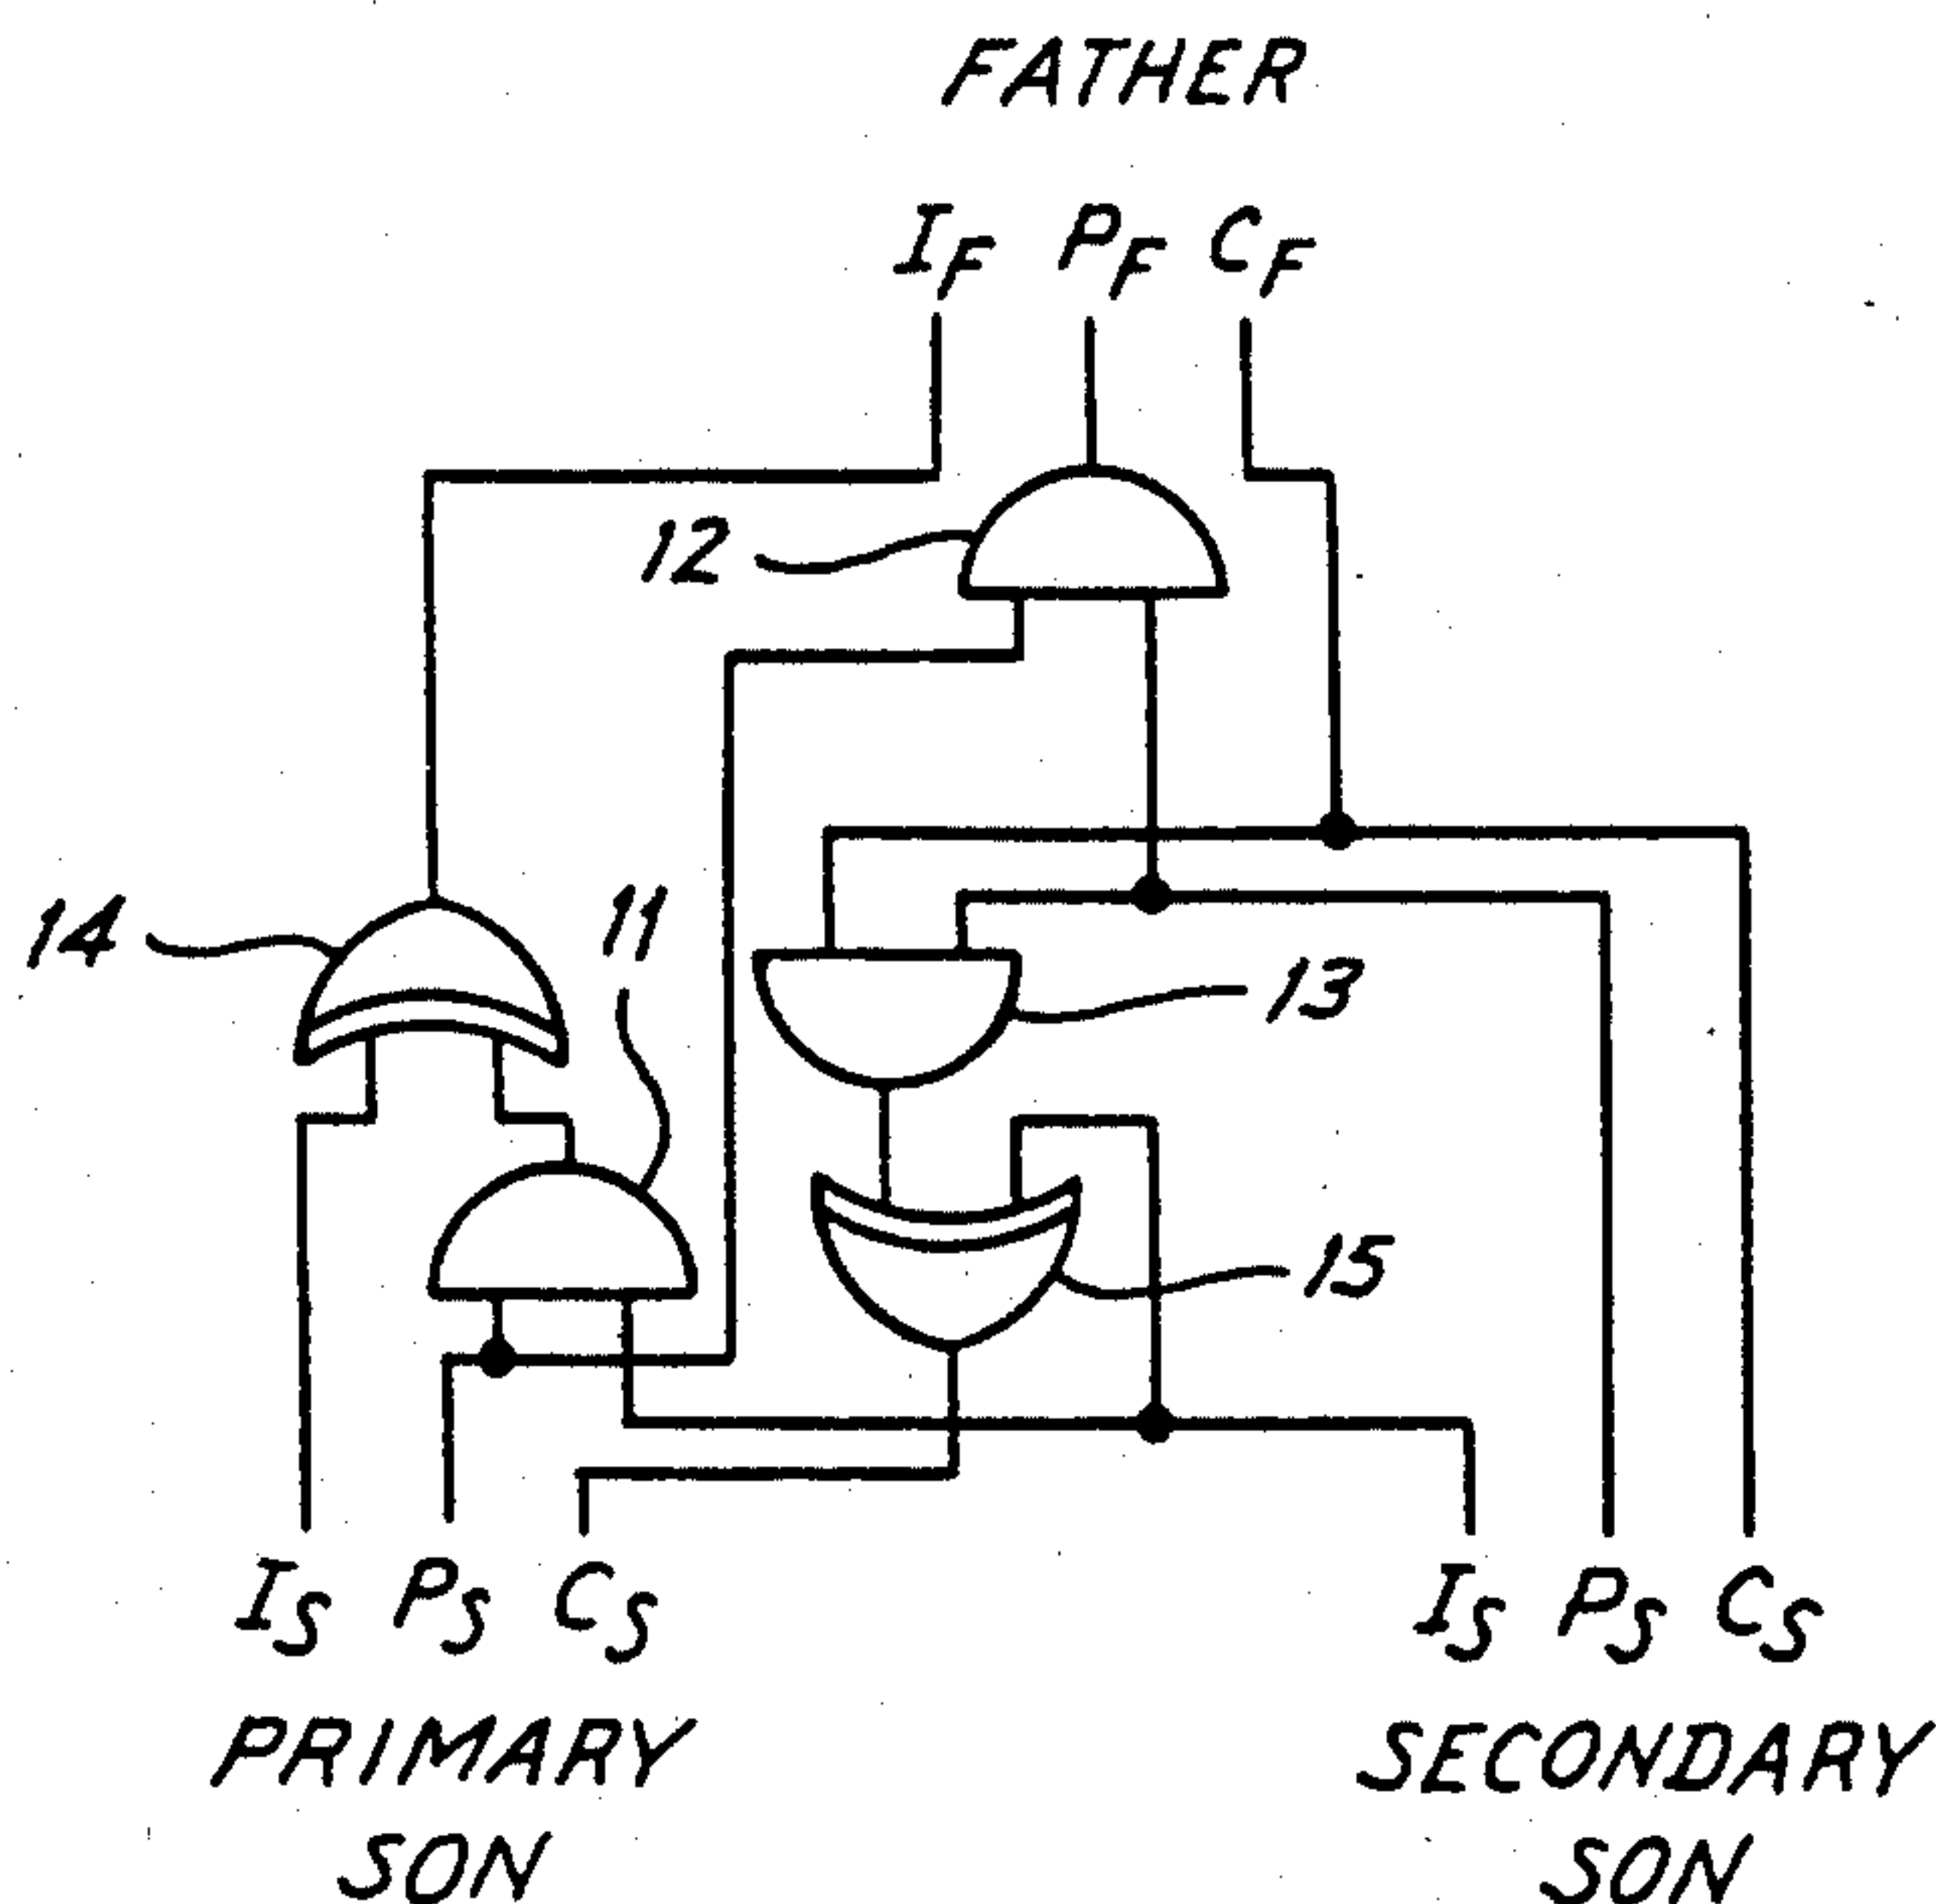 FATHER
I_F P_F C_F
12
14
11
13
15
I_S P_S C_S
I_S P_S C_S
PRIMARY
SON
SECONDARY
SON